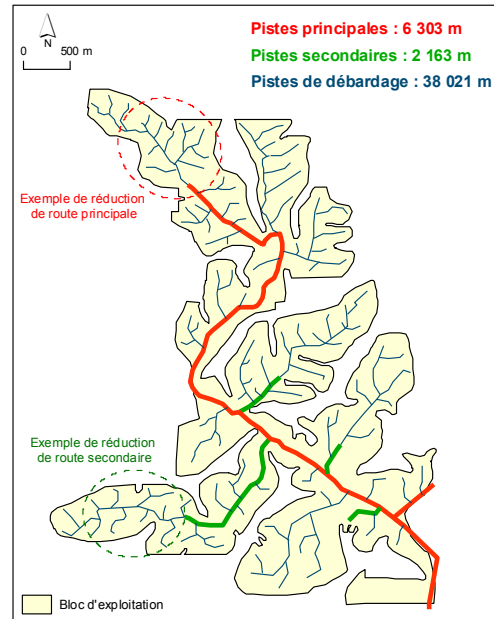 N
0 500 m
Pistes principales : 6 303 m
Pistes secondaires : 2 163 m
Pistes de débardage : 38 021 m
Exemple de réduction
de route principale
Exemple de réduction
de route secondaire
Bloc d'exploitation